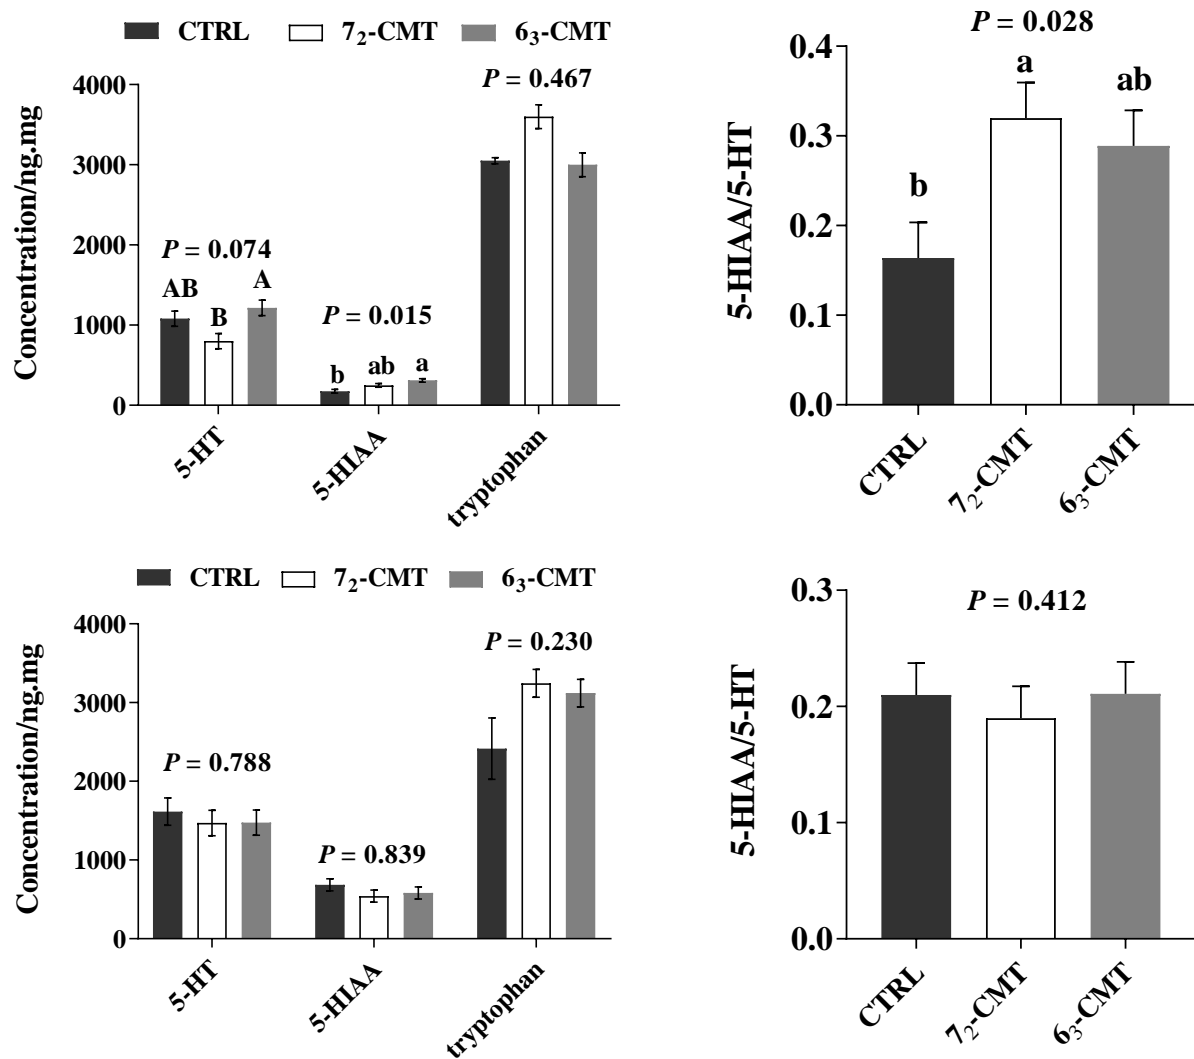 CTRL 7₂-CMT 6₃-CMT
Concentration/ng.mg
4000
3000
2000
1000
0
P = 0.074
AB
B
A
P = 0.015
b
ab
a
P = 0.467
5-HT
5-HIAA
tryptophan
P = 0.028
5-HIAA/5-HT
0.4
0.3
0.2
0.1
0.0
b
a
ab
CTRL
7₂-CMT
6₃-CMT
CTRL 7₂-CMT 6₃-CMT
Concentration/ng.mg
4000
3000
2000
1000
0
P = 0.788
P = 0.839
P = 0.230
5-HT
5-HIAA
tryptophan
P = 0.412
5-HIAA/5-HT
0.3
0.2
0.1
0.0
CTRL
7₂-CMT
6₃-CMT